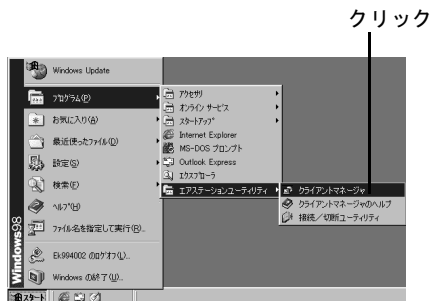 クリック
Windows Update
プログラム(P)
お気に入り(A)
最近使ったファイル(D)
設定(S)
検索(F)
ヘルプ(H)
ファイル名を指定して実行(R)...
Ek994002 のログオフ(L)...
Windows の終了(U)...
Windows98
スタート
アクセサリ
オンライン サービス
スタートアップ
Internet Explorer
MS-DOS プロンプト
Outlook Express
エクスプローラ
エアステーションユーティリティ
クライアントマネージャ
クライアントマネージャのヘルプ
接続/切断ユーティリティ